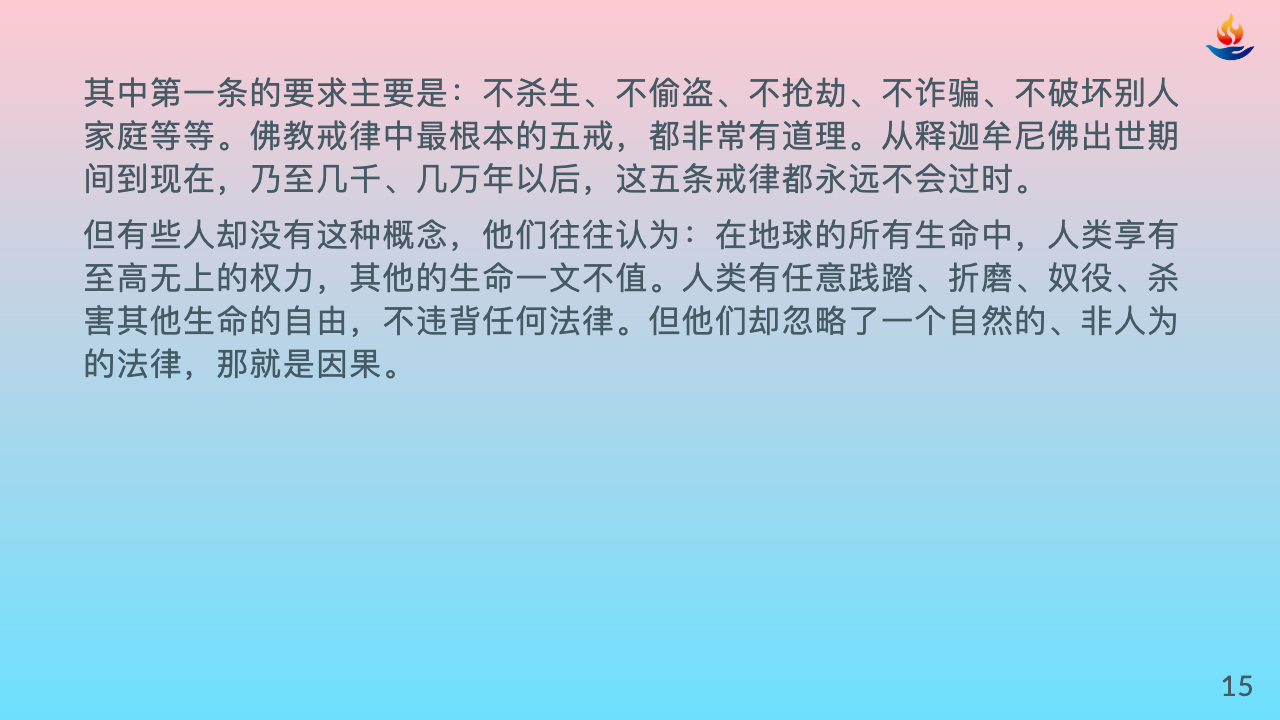 其中第一条的要求主要是：不杀生、不偷盗、不抢劫、不诈骗、不破坏别人
家庭等等。佛教戒律中最根本的五戒，都非常有道理。从释迦牟尼佛出世期
间到现在，乃至几千、几万年以后，这五条戒律都永远不会过时。
但有些人却没有这种概念，他们往往认为：在地球的所有生命中，人类享有
至高无上的权力，其他的生命一文不值。人类有任意践踏、折磨、奴役、杀
害其他生命的自由，不违背任何法律。但他们却忽略了一个自然的、非人为
的法律，那就是因果。
15